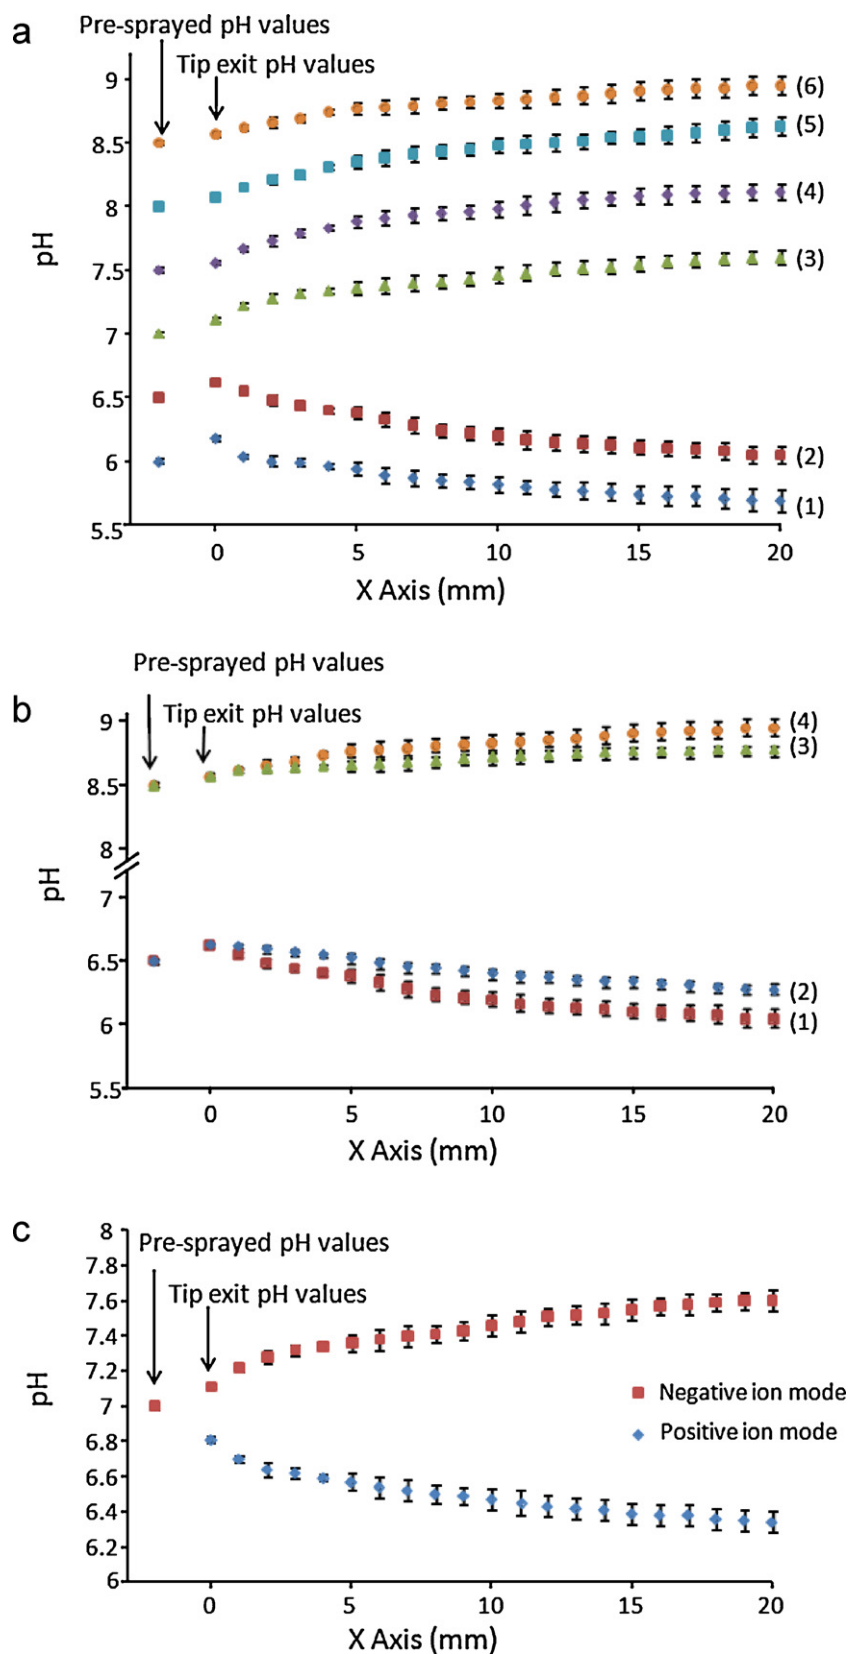 a
Pre-sprayed pH values
Tip exit pH values
9
8.5
8
7.5
7
6.5
6
5.5
pH
(6)
(5)
(4)
(3)
(2)
(1)
0 5 10 15 20
X Axis (mm)
b
Pre-sprayed pH values
Tip exit pH values
9
8.5
8
7
6.5
6
5.5
pH
(4)
(3)
(2)
(1)
0 5 10 15 20
X Axis (mm)
c
Pre-sprayed pH values
Tip exit pH values
8
7.8
7.6
7.4
7.2
7
6.8
6.6
6.4
6.2
6
pH
Negative ion mode
Positive ion mode
0 5 10 15 20
X Axis (mm)